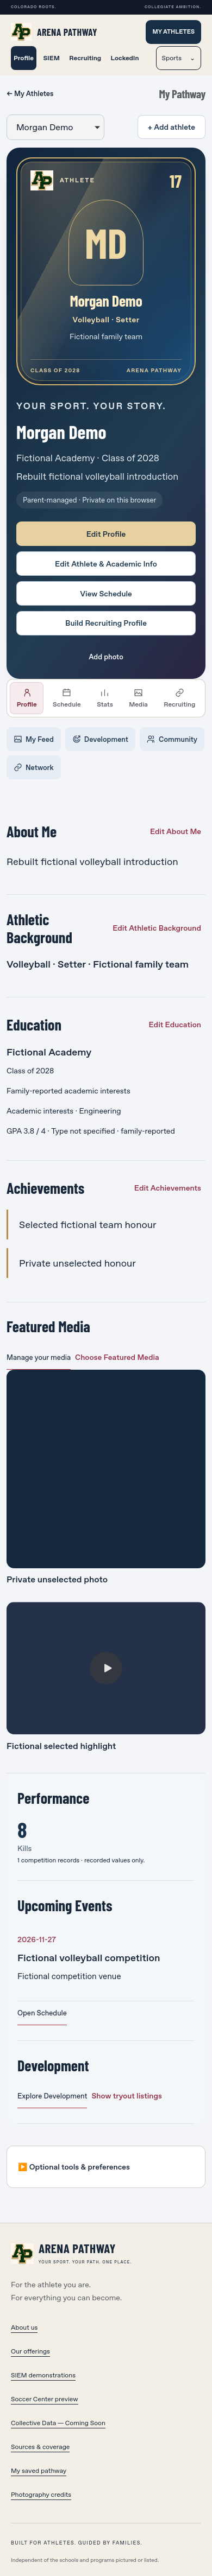 COLORADO ROOTS.
COLLEGIATE AMBITION.
AP
ARENA PATHWAY
MY ATHLETES
Profile
SIEM
Recruiting
LockedIn
Sports
← My Athletes
My Pathway
Morgan Demo
+ Add athlete
AP
ATHLETE
17
MD
Morgan Demo
Volleyball · Setter
Fictional family team
CLASS OF 2028
ARENA PATHWAY
YOUR SPORT. YOUR STORY.
Morgan Demo
Fictional Academy · Class of 2028
Rebuilt fictional volleyball introduction
Parent-managed · Private on this browser
Edit Profile
Edit Athlete & Academic Info
View Schedule
Build Recruiting Profile
Add photo
Profile
Schedule
Stats
Media
Recruiting
My Feed
Development
Community
Network
About Me
Edit About Me
Rebuilt fictional volleyball introduction
Athletic
Background
Edit Athletic Background
Volleyball · Setter · Fictional family team
Education
Edit Education
Fictional Academy
Class of 2028
Family-reported academic interests
Academic interests · Engineering
GPA 3.8 / 4 · Type not specified · family-reported
Achievements
Edit Achievements
Selected fictional team honour
Private unselected honour
Featured Media
Manage your media
Choose Featured Media
Private unselected photo
Fictional selected highlight
Performance
8
Kills
1 competition records · recorded values only.
Upcoming Events
2026-11-27
Fictional volleyball competition
Fictional competition venue
Open Schedule
Development
Explore Development
Show tryout listings
Optional tools & preferences
AP
ARENA PATHWAY
YOUR SPORT. YOUR PATH. ONE PLACE.
For the athlete you are.
For everything you can become.
About us
Our offerings
SIEM demonstrations
Soccer Center preview
Collective Data — Coming Soon
Sources & coverage
My saved pathway
Photography credits
BUILT FOR ATHLETES. GUIDED BY FAMILIES.
Independent of the schools and programs pictured or listed.